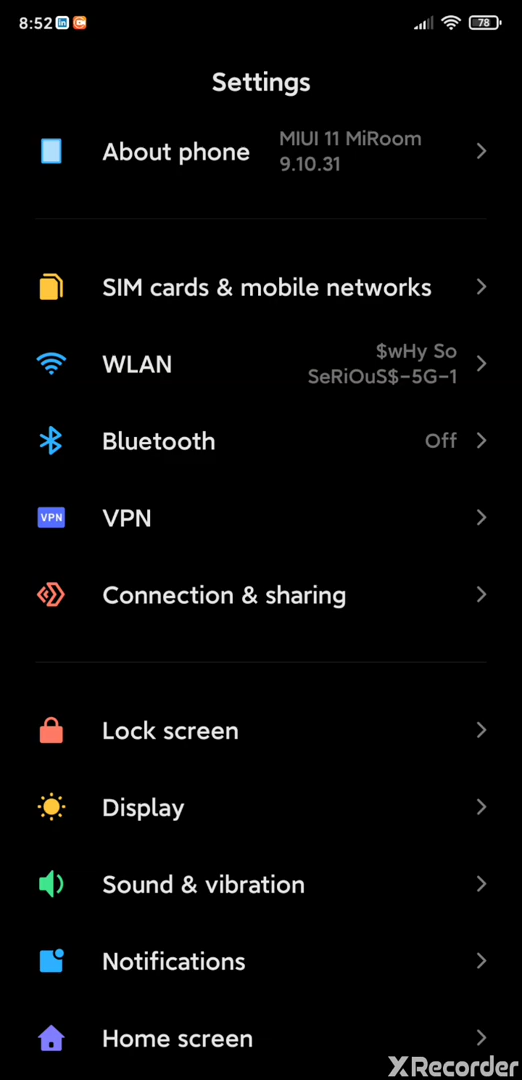 8:52 in 78
Settings
About phone
MIUI 11 MiRoom
9.10.31
SIM cards & mobile networks
WLAN
$wHy So
SeRiOuS$-5G-1
Bluetooth
Off
VPN
VPN
Connection & sharing
Lock screen
Display
Sound & vibration
Notifications
Home screen
XRecorder